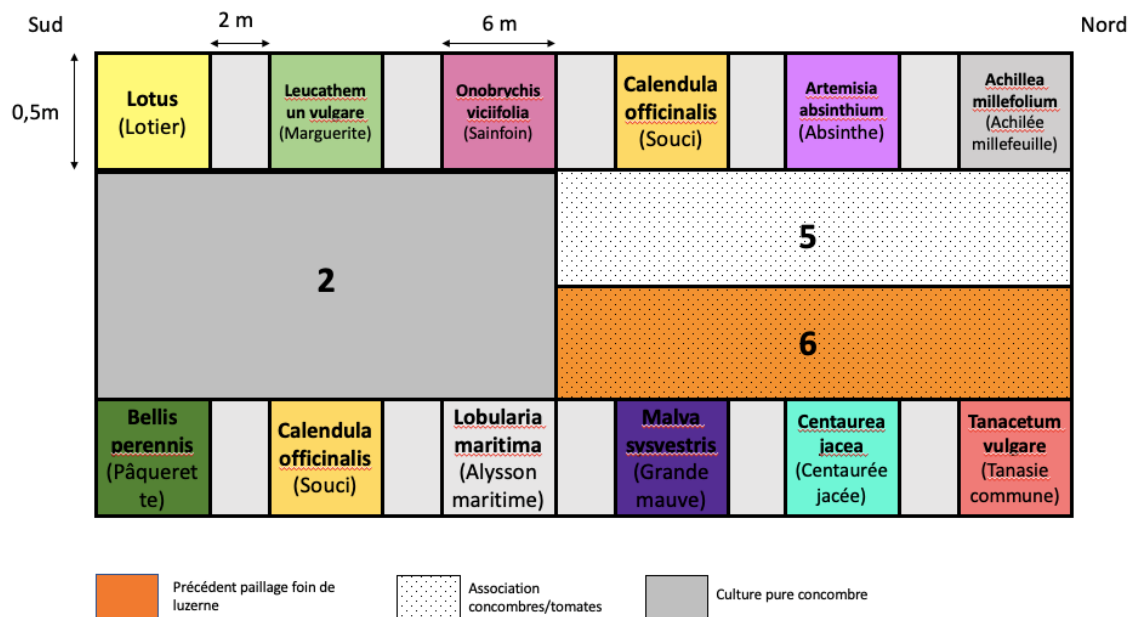 Sud
2 m
6 m
Nord
0,5m
Lotus
(Lotier)
Leucathem
un vulgare
(Marguerite)
Onobrychis
viciifolia
(Sainfoin)
Calendula
officinalis
(Souci)
Artemisia
absinthium
(Absinthe)
Achillea
millefolium
(Achilée
millefeuille)
2
5
6
Bellis
perennis
(Pâqueret
te)
Calendula
officinalis
(Souci)
Lobularia
maritima
(Alysson
maritime)
Malva
svsvestris
(Grande
mauve)
Centaurea
jacea
(Centaurée
jacée)
Tanacetum
vulgare
(Tanasie
commune)
Précédent paillage foin de
luzerne
Association
concombres/tomates
Culture pure concombre